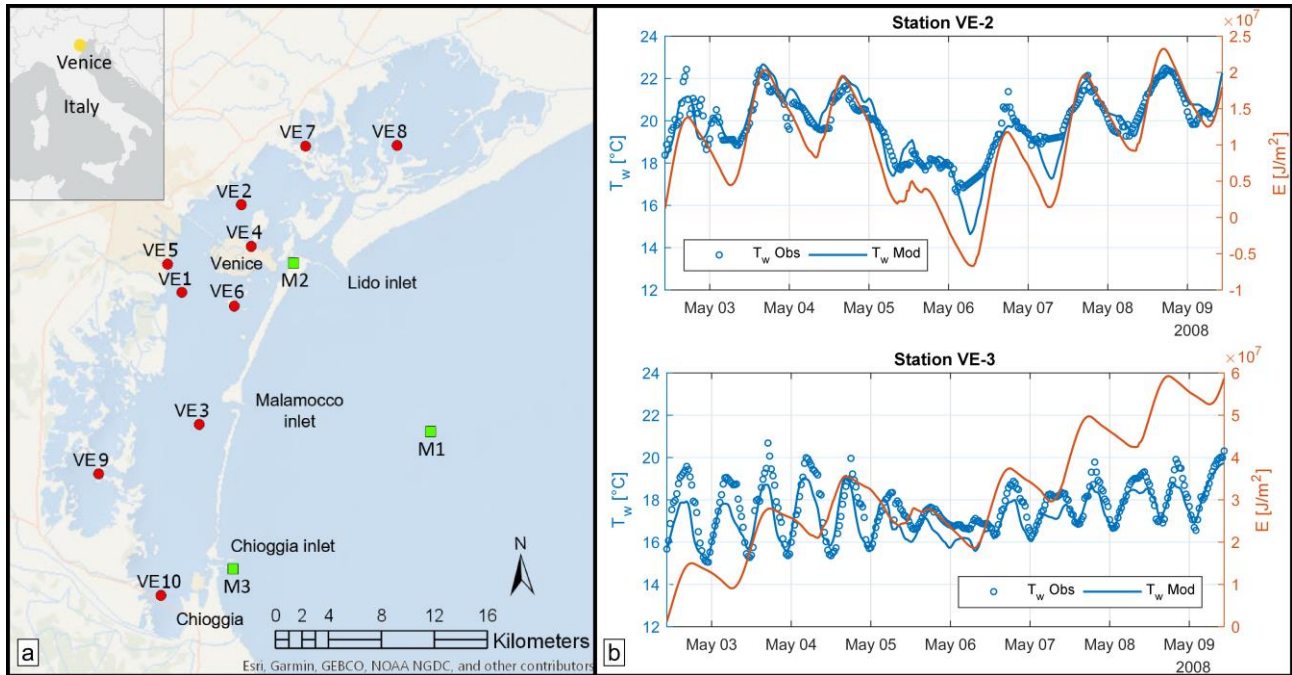 Venice
Italy
VE7
VE8
VE2
VE4
VE5
Venice
M2
Lido inlet
VE1
VE6
VE3
Malamocco
inlet
M1
VE9
Chioggia inlet
M3
VE10
Chioggia
N
0 2 4 8 12 16
Kilometers
Esri, Garmin, GEBCO, NOAA NGDC, and other contributors
a
Station VE-2
×10⁷
24
22
20
18
16
14
12
T_w [°C]
2.5
2
1.5
1
0.5
0
-0.5
-1
E [J/m²]
T_w Obs T_w Mod
May 03 May 04 May 05 May 06 May 07 May 08 May 09
2008
Station VE-3
×10⁷
24
22
20
18
16
14
12
T_w [°C]
6
5
4
3
2
1
0
E [J/m²]
T_w Obs T_w Mod
May 03 May 04 May 05 May 06 May 07 May 08 May 09
2008
b